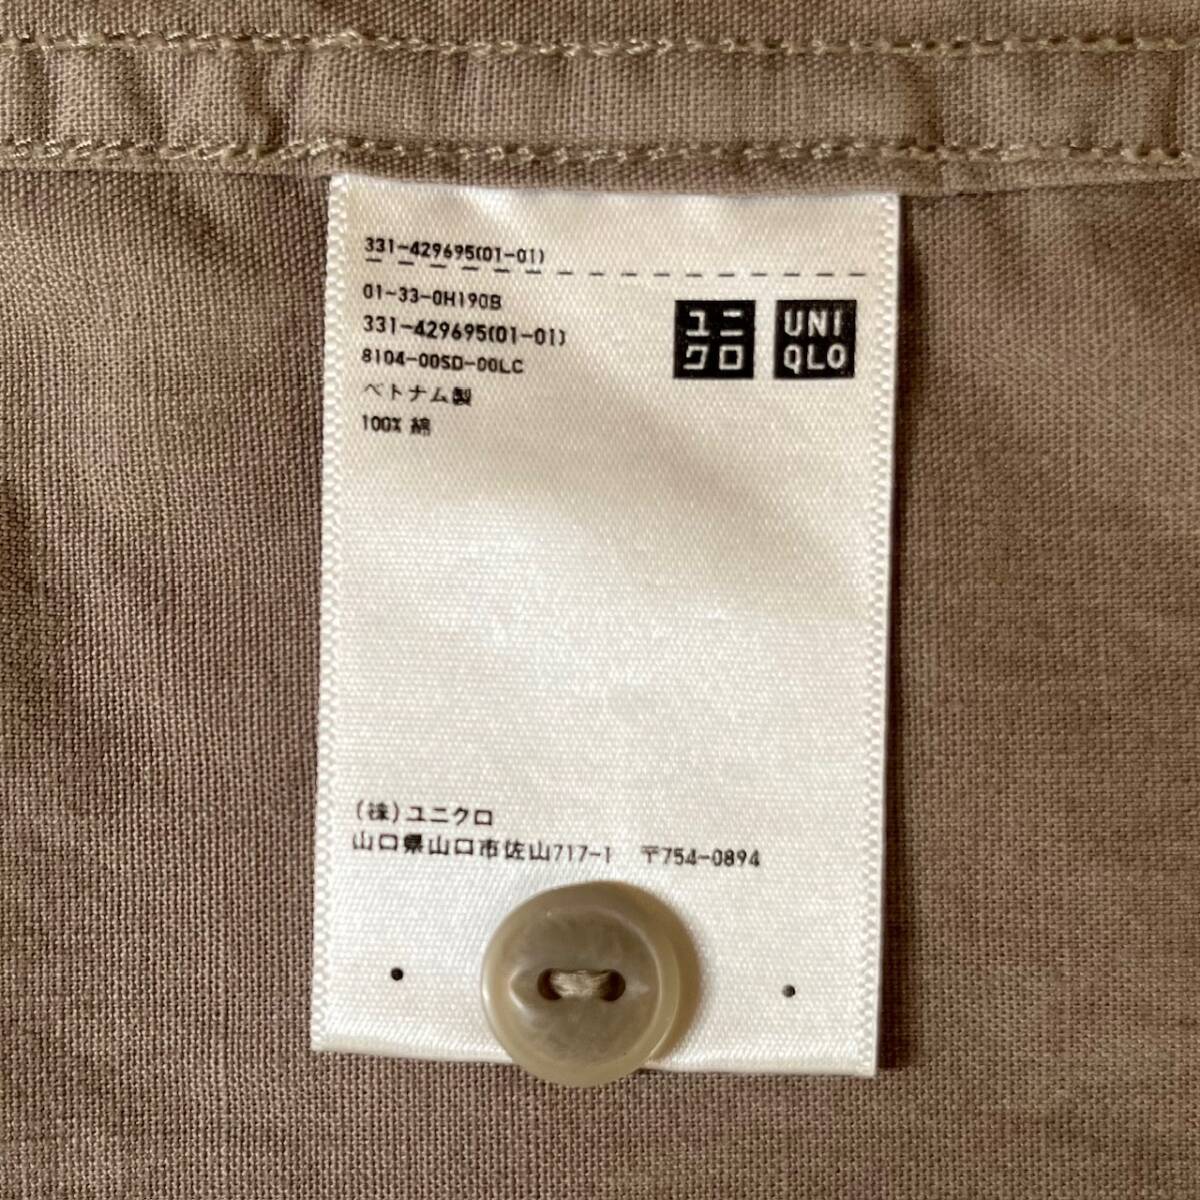 331-429695(01-01)
01-33-0H190B
331-429695(01-01)
8104-00SD-00LC
ベトナム製
100% 綿
ユニ
クロ
UNI
QLO
(株)ユニクロ
山口県山口市佐山717-1 〒754-0894